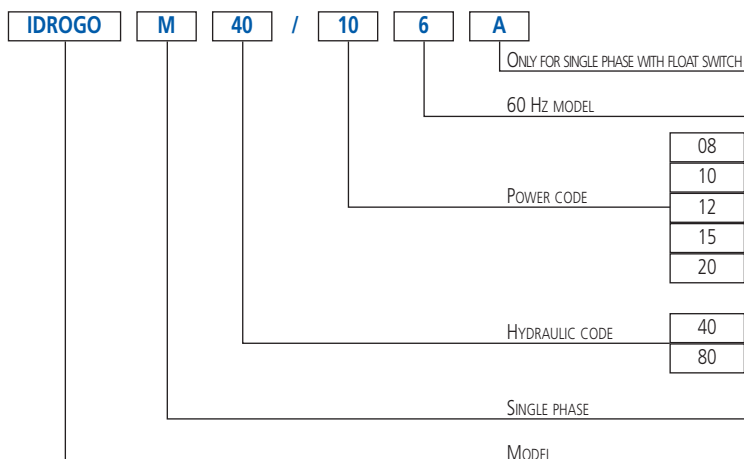 IDROGO M 40 / 10 6 A
ONLY FOR SINGLE PHASE WITH FLOAT SWITCH
60 HZ MODEL
08
10
POWER CODE 12
15
20
HYDRAULIC CODE 40
80
SINGLE PHASE
MODEL